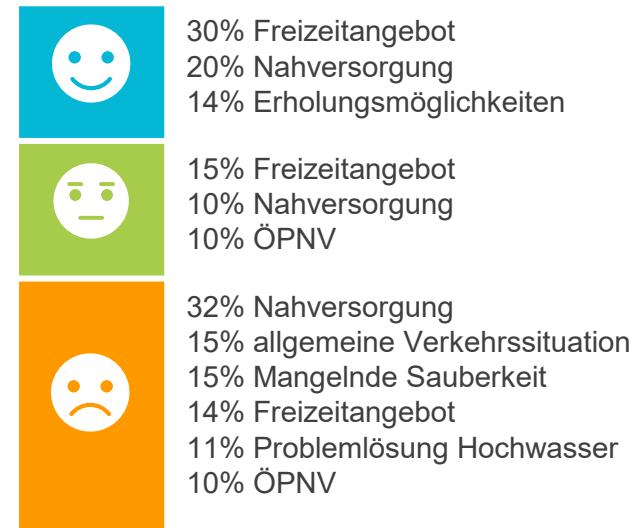 30% Freizeitangebot
20% Nahversorgung
14% Erholungsmöglichkeiten
15% Freizeitangebot
10% Nahversorgung
10% ÖPNV
32% Nahversorgung
15% allgemeine Verkehrssituation
15% Mangelnde Sauberkeit
14% Freizeitangebot
11% Problemlösung Hochwasser
10% ÖPNV